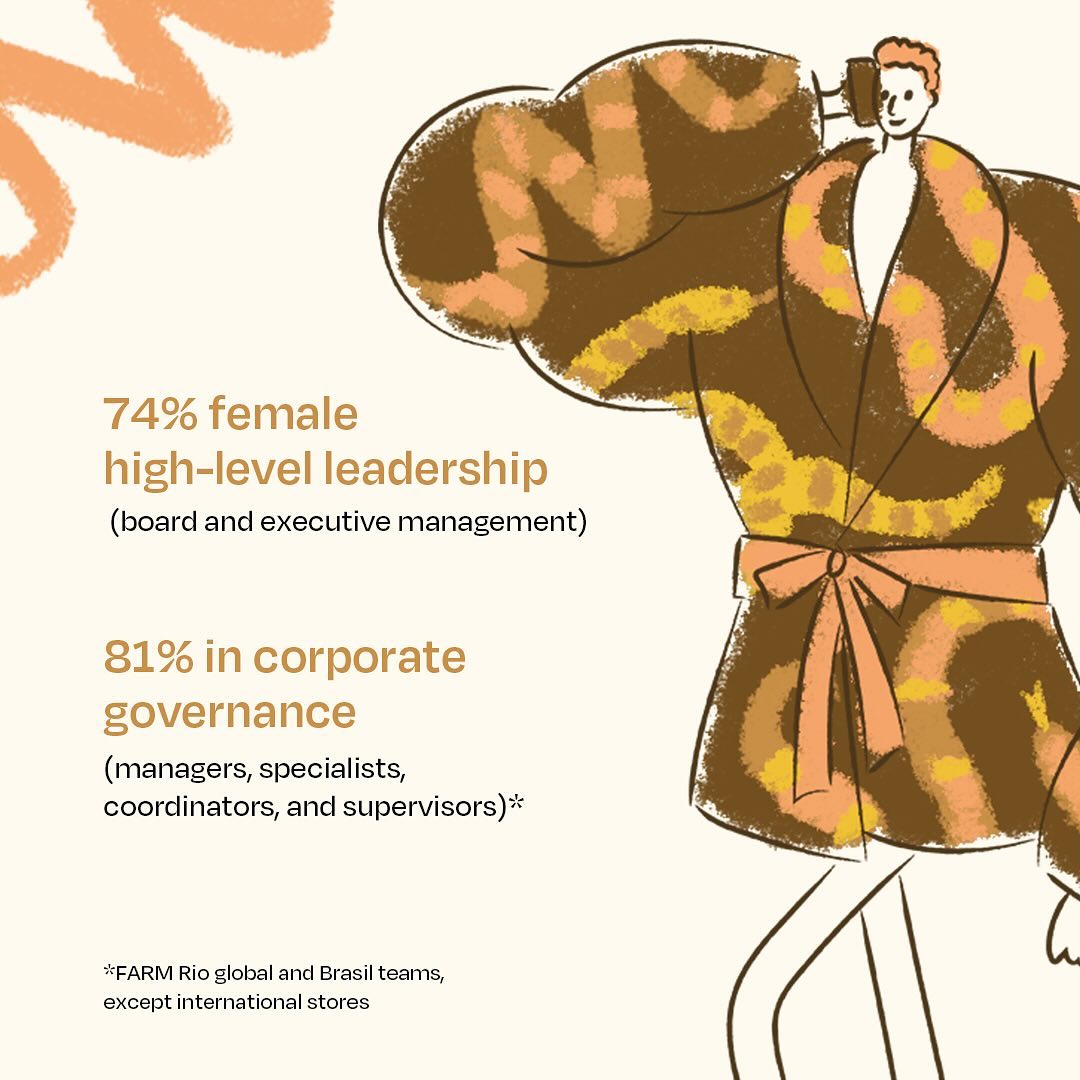 74% female
high-level leadership
(board and executive management)
81% in corporate
governance
(managers, specialists,
coordinators, and supervisors)*
*FARM Rio global and Brasil teams,
except international stores